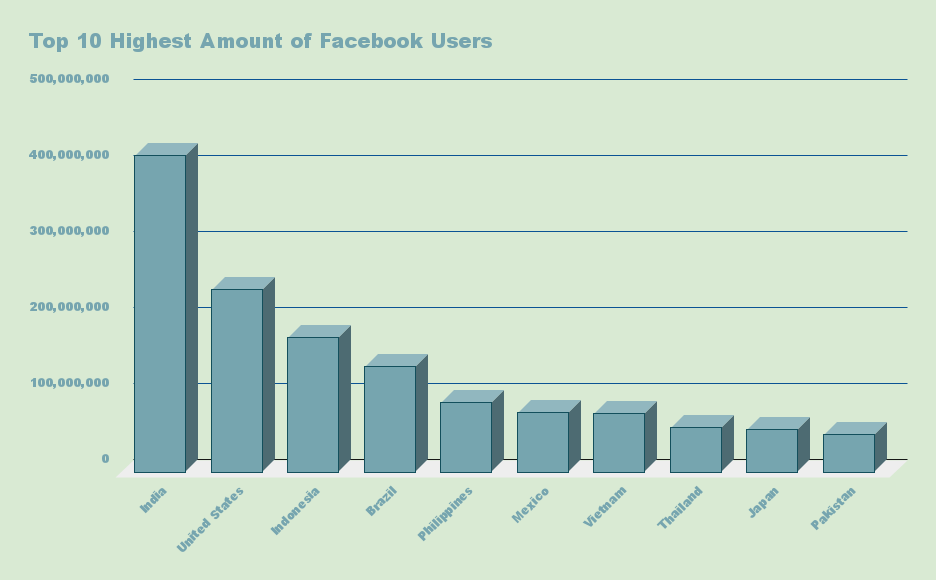 Top 10 Highest Amount of Facebook Users
500,000,000
400,000,000
300,000,000
200,000,000
100,000,000
0
India
United States
Indonesia
Brazil
Philippines
Mexico
Vietnam
Thailand
Japan
Pakistan